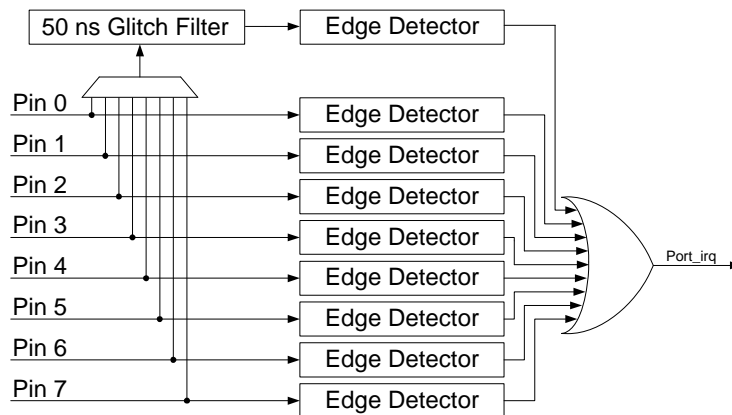 50 ns Glitch Filter
Edge Detector
Pin 0
Edge Detector
Pin 1
Edge Detector
Pin 2
Edge Detector
Pin 3
Edge Detector
Port_irq
Pin 4
Edge Detector
Pin 5
Edge Detector
Pin 6
Edge Detector
Pin 7
Edge Detector